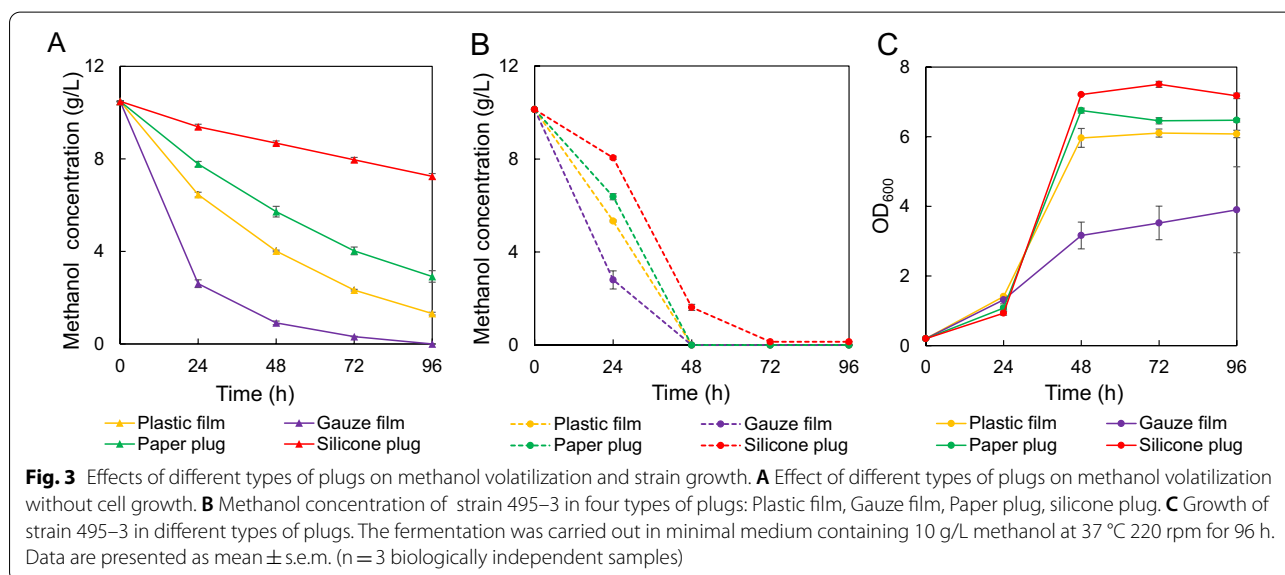 A
B
C
12
8
4
0
Methanol concentration (g/L)
0 24 48 72 96
Time (h)
Plastic film Gauze film
Paper plug Silicone plug
12
8
4
0
Methanol concentration (g/L)
0 24 48 72 96
Time (h)
Plastic film Gauze film
Paper plug Silicone plug
8
6
4
2
0
OD600
0 24 48 72 96
Time (h)
Plastic film Gauze film
Paper plug Silicone plug
Fig. 3 Effects of different types of plugs on methanol volatilization and strain growth. A Effect of different types of plugs on methanol volatilization
without cell growth. B Methanol concentration of strain 495–3 in four types of plugs: Plastic film, Gauze film, Paper plug, silicone plug. C Growth of
strain 495–3 in different types of plugs. The fermentation was carried out in minimal medium containing 10 g/L methanol at 37 °C 220 rpm for 96 h.
Data are presented as mean ± s.e.m. (n = 3 biologically independent samples)